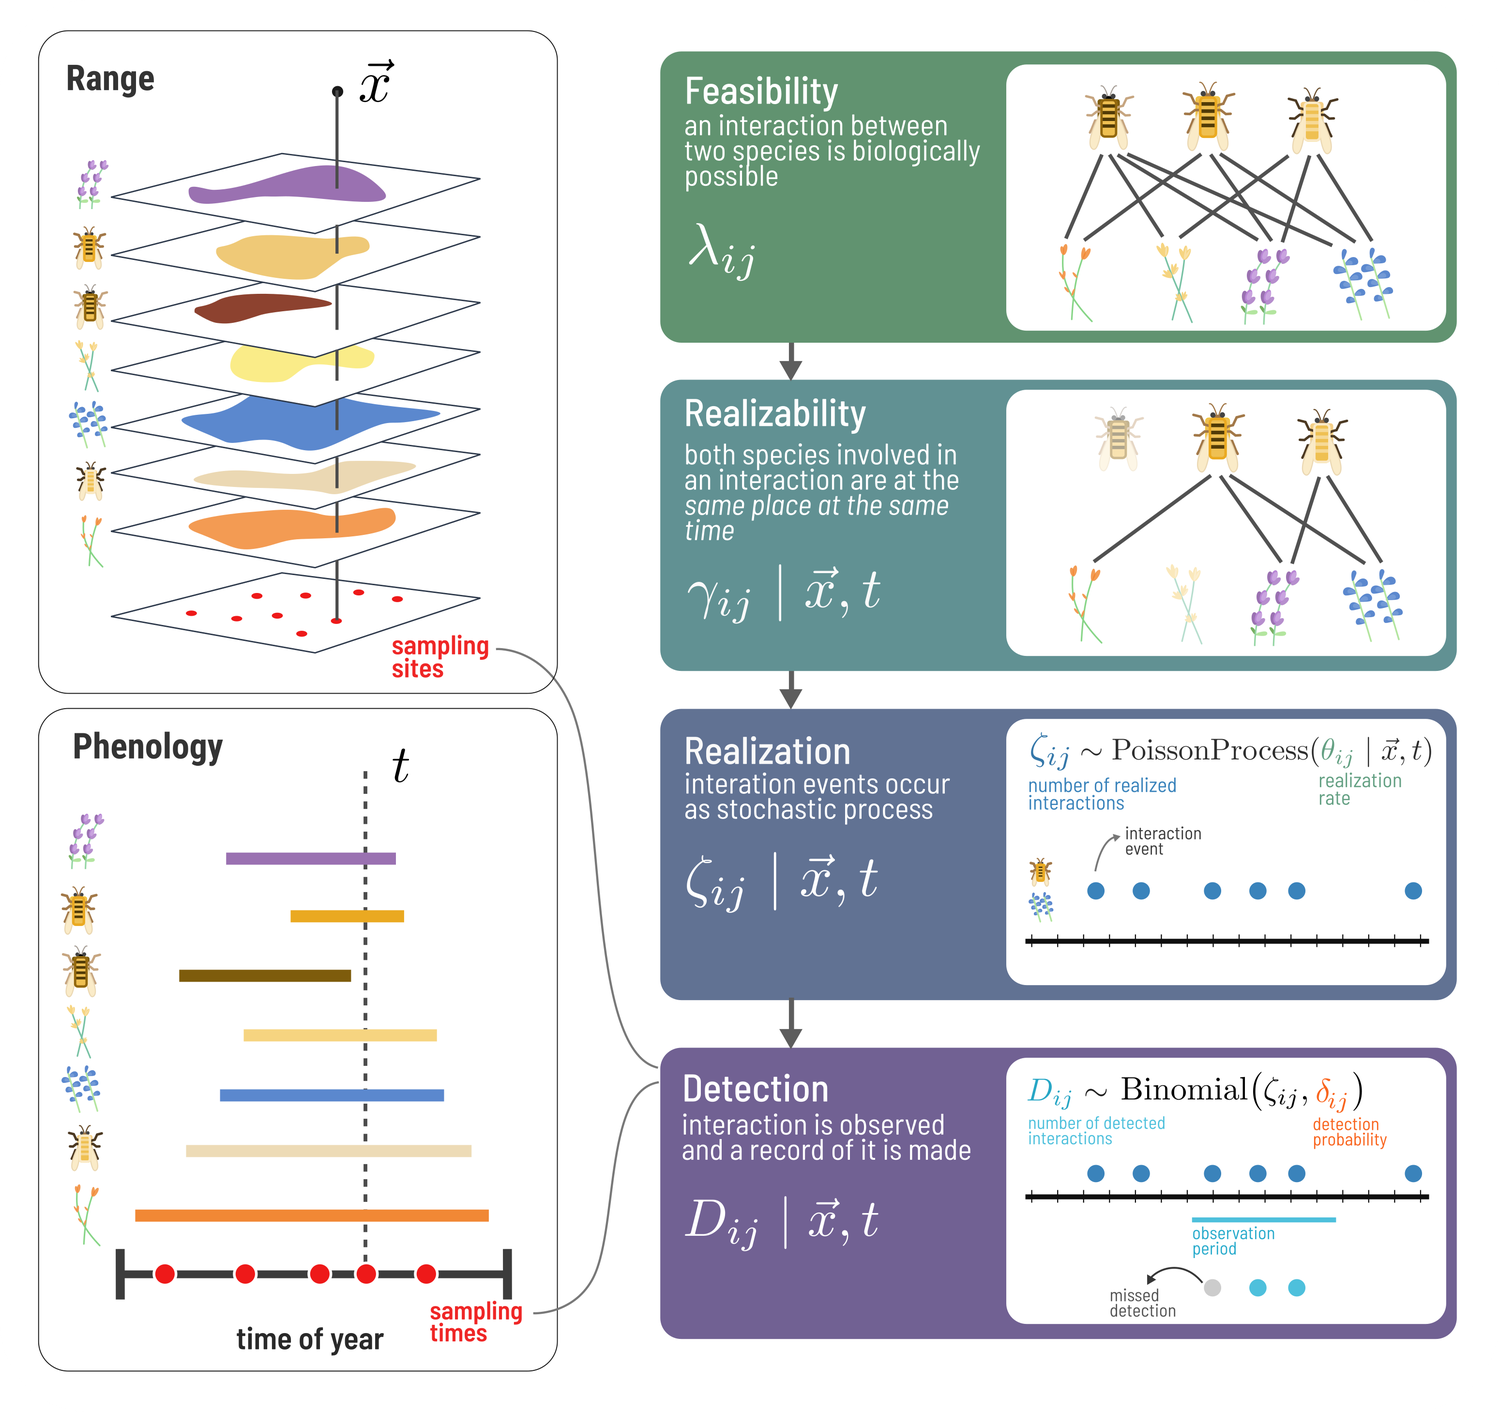 Range
$\vec{x}$
sampling
sites
Phenology
$t$
sampling
times
time of year
Feasibility
an interaction between
two species is biologically
possible
$\lambda_{ij}$
Realizability
both species involved in
an interaction are at the
same place at the same
time
$\gamma_{ij} \mid \vec{x}, t$
Realization
interation events occur
as stochastic process
$\zeta_{ij} \mid \vec{x}, t$
$\zeta_{ij} \sim \text{PoissonProcess}(\theta_{ij} \mid \vec{x}, t)$
number of realized
interactions
realization
rate
interaction
event
Detection
interaction is observed
and a record of it is made
$D_{ij} \mid \vec{x}, t$
$D_{ij} \sim \text{Binomial}(\zeta_{ij}, \delta_{ij})$
number of detected
interactions
detection
probability
observation
period
missed
detection